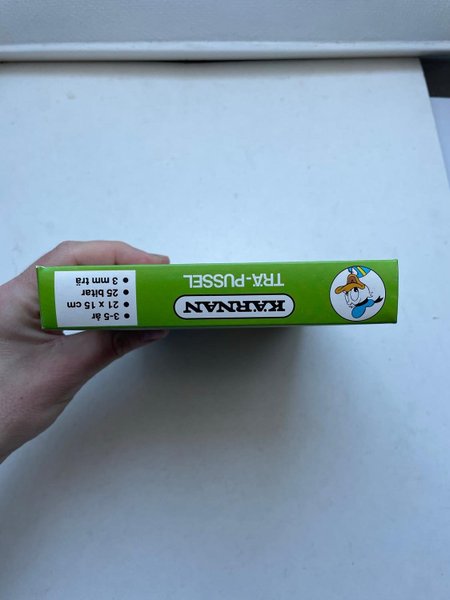 KÄRNAN
TRÄ-PUSSEL
• 3-5 år
• 21 x 15 cm
• 25 bitar
• 3 mm trä